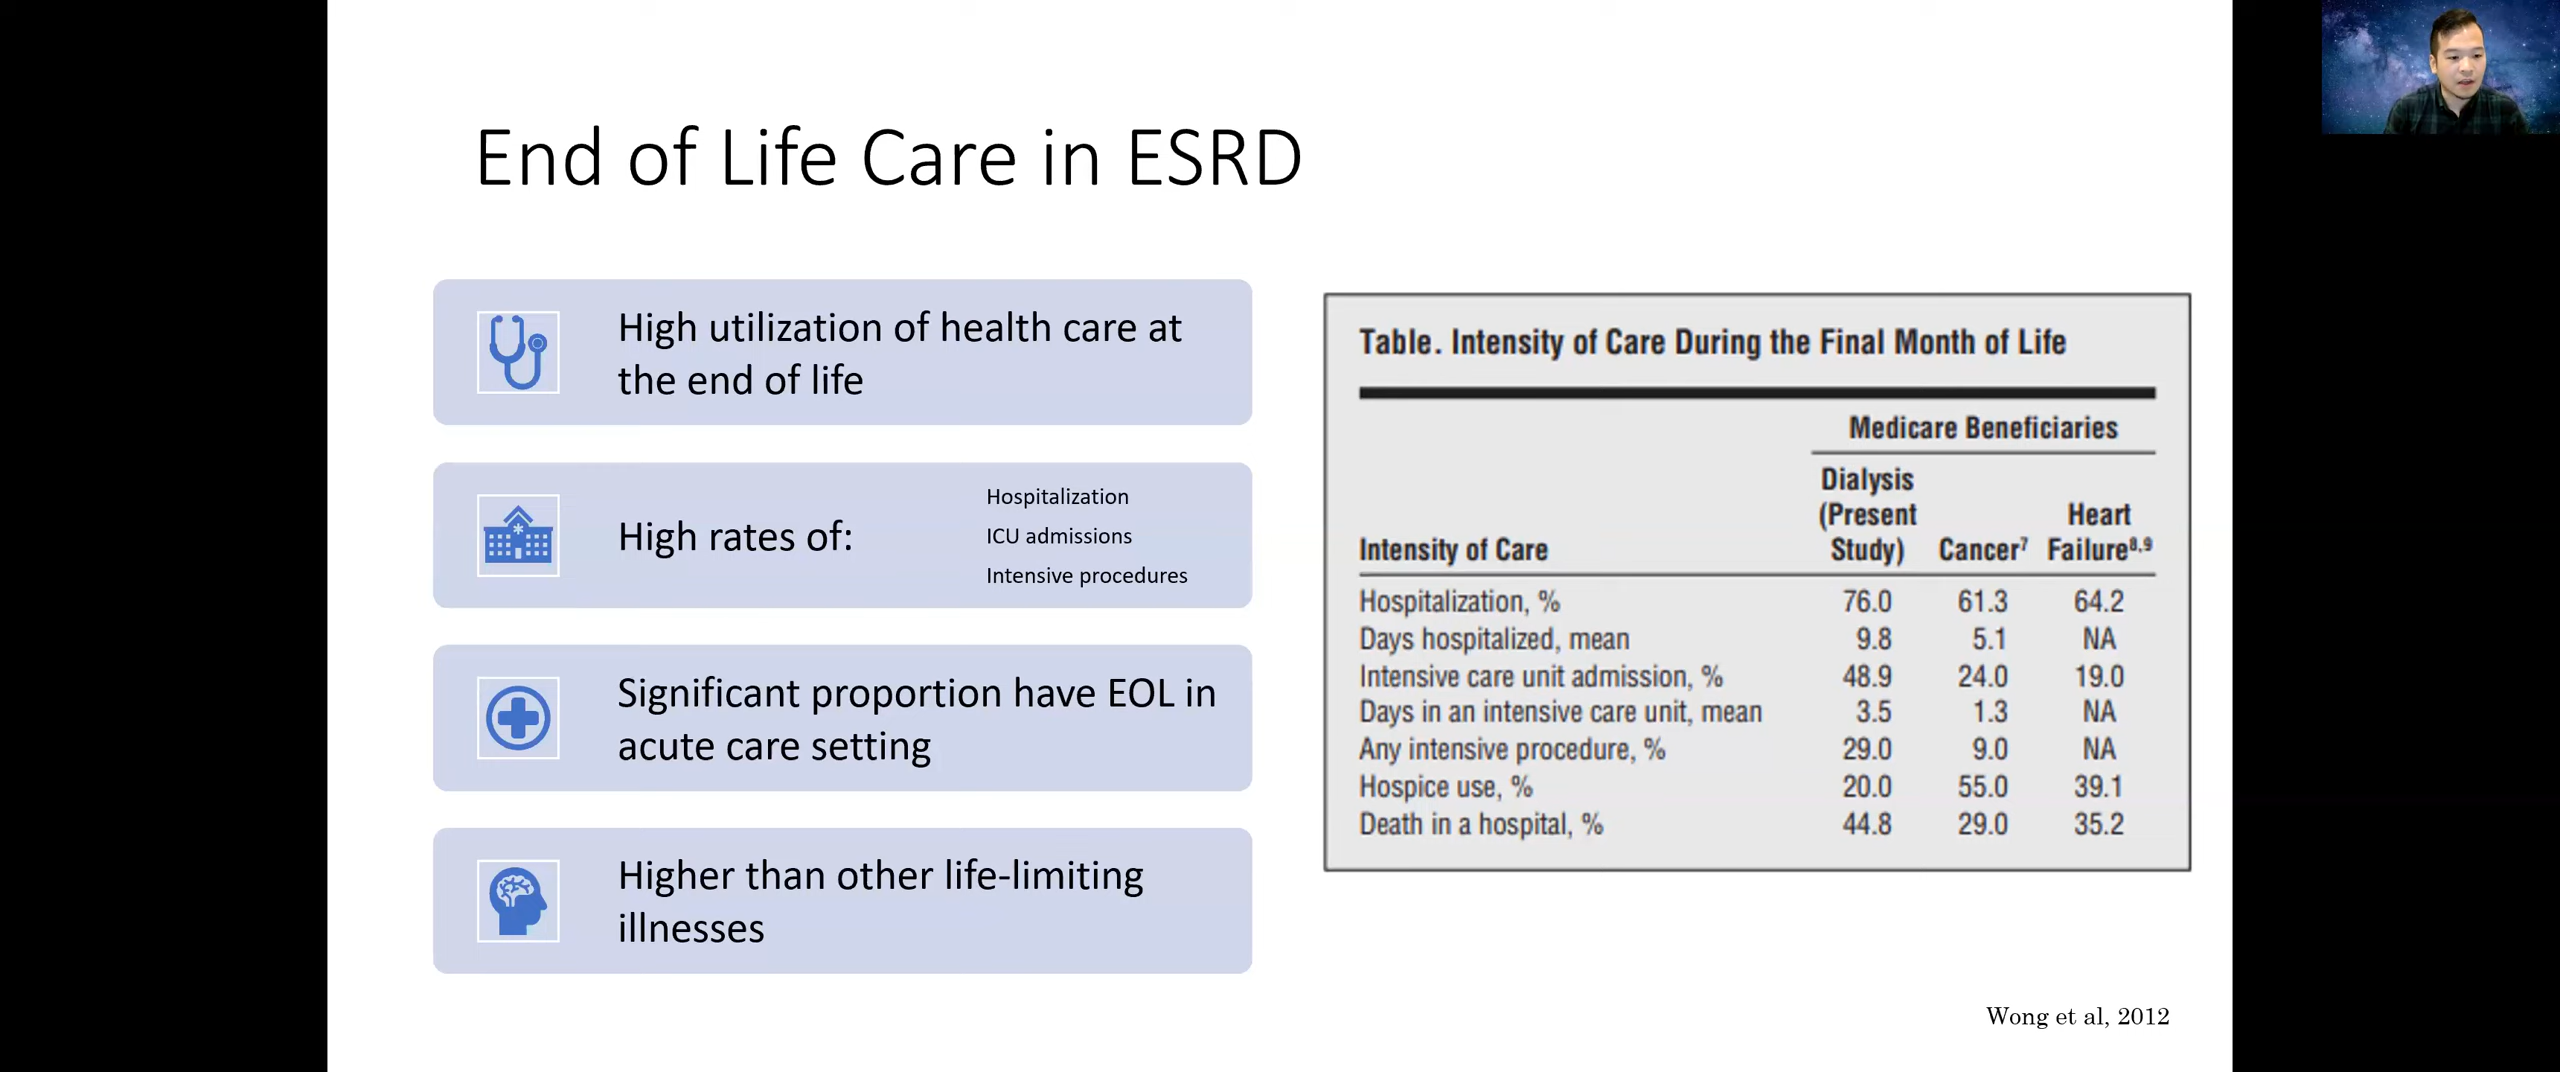 End of Life Care in ESRD
High utilization of health care at
the end of life
High rates of:
Hospitalization
ICU admissions
Intensive procedures
Significant proportion have EOL in
acute care setting
Higher than other life-limiting
illnesses
Table. Intensity of Care During the Final Month of Life
Medicare Beneficiaries
Dialysis
(Present Heart
Intensity of Care Study) Cancer7 Failure8,9
Hospitalization, % 76.0 61.3 64.2
Days hospitalized, mean 9.8 5.1 NA
Intensive care unit admission, % 48.9 24.0 19.0
Days in an intensive care unit, mean 3.5 1.3 NA
Any intensive procedure, % 29.0 9.0 NA
Hospice use, % 20.0 55.0 39.1
Death in a hospital, % 44.8 29.0 35.2
Wong et al, 2012